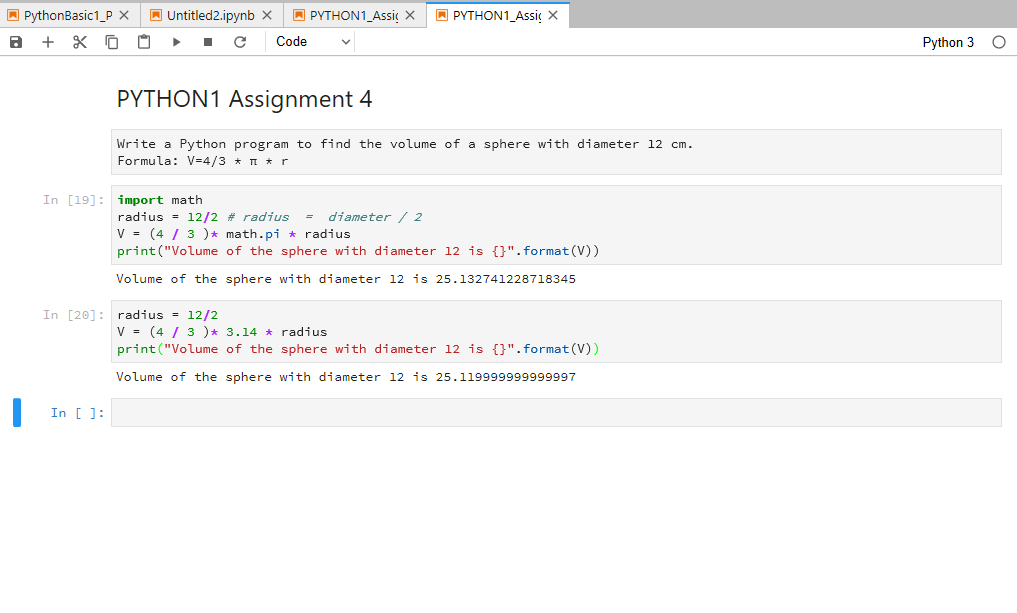 PythonBasic1_P
Untitled2.ipynb
PYTHON1_Assig
PYTHON1_Assig
Code
Python 3
PYTHON1 Assignment 4
Write a Python program to find the volume of a sphere with diameter 12 cm.
Formula: V=4/3 * π * r
In [19]:
import math
radius = 12/2 # radius  =  diameter / 2
V = (4 / 3 )* math.pi * radius
print("Volume of the sphere with diameter 12 is {}".format(V))
Volume of the sphere with diameter 12 is 25.132741228718345
In [20]:
radius = 12/2
V = (4 / 3 )* 3.14 * radius
print("Volume of the sphere with diameter 12 is {}".format(V))
Volume of the sphere with diameter 12 is 25.119999999999997
In [ ]: